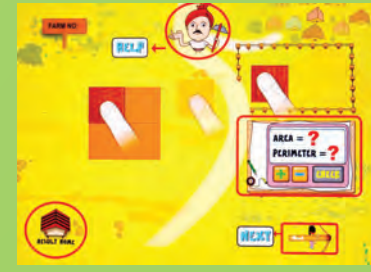 FARM NO
HELP
AREA = ?
PERIMETER = ?
+ - CHECK
NEXT
RESULT HOME